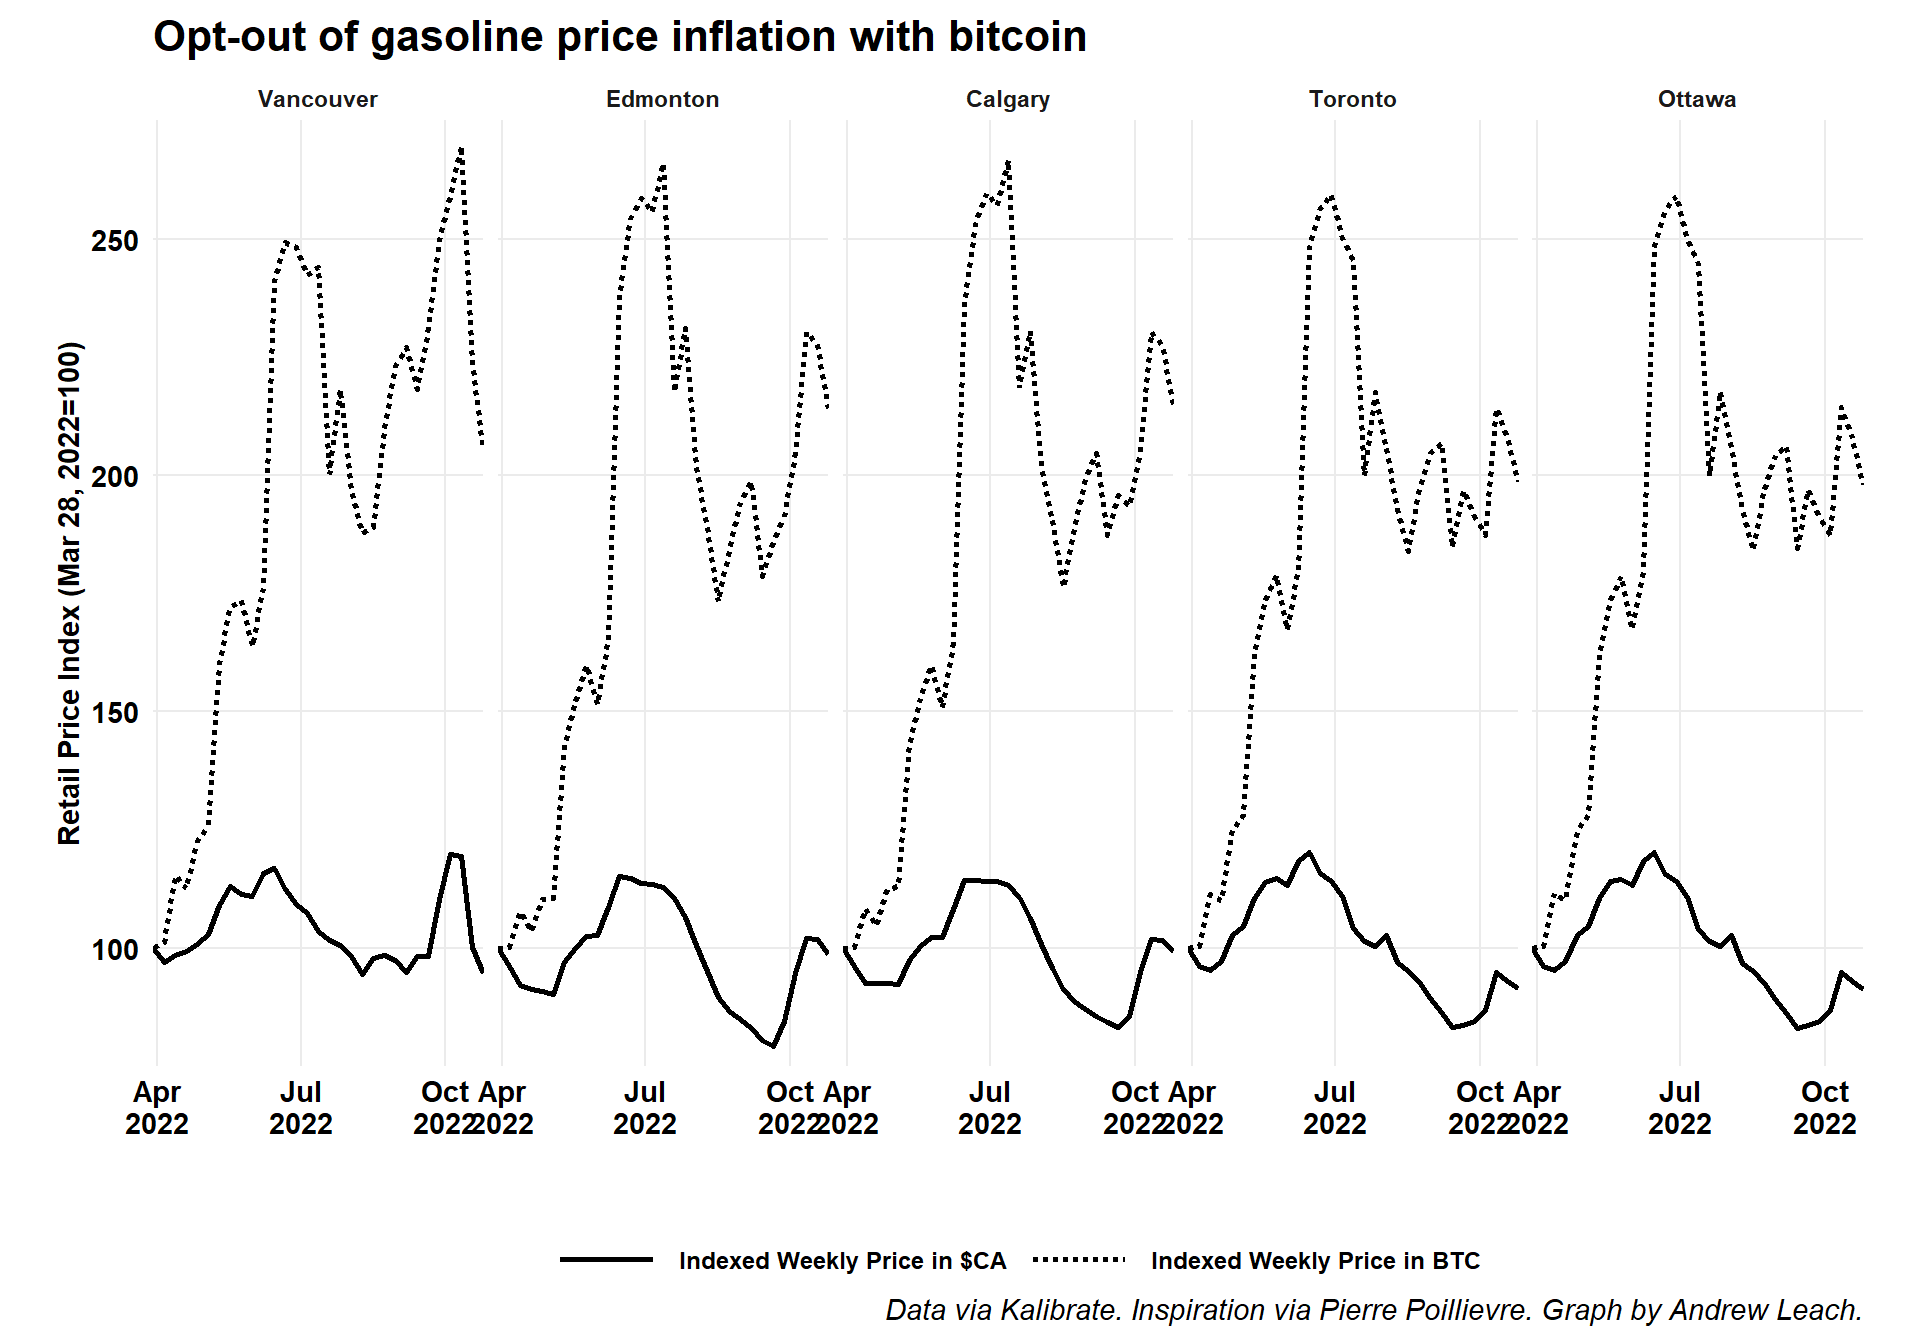 Opt-out of gasoline price inflation with bitcoin
Vancouver
Edmonton
Calgary
Toronto
Ottawa
Retail Price Index (Mar 28, 2022=100)
250
200
150
100
Apr
2022
Jul
2022
Oct
2022
Apr
2022
Jul
2022
Oct
2022
Apr
2022
Jul
2022
Oct
2022
Apr
2022
Jul
2022
Oct
2022
Apr
2022
Jul
2022
Oct
2022
Indexed Weekly Price in $CA
Indexed Weekly Price in BTC
Data via Kalibrate. Inspiration via Pierre Poillievre. Graph by Andrew Leach.